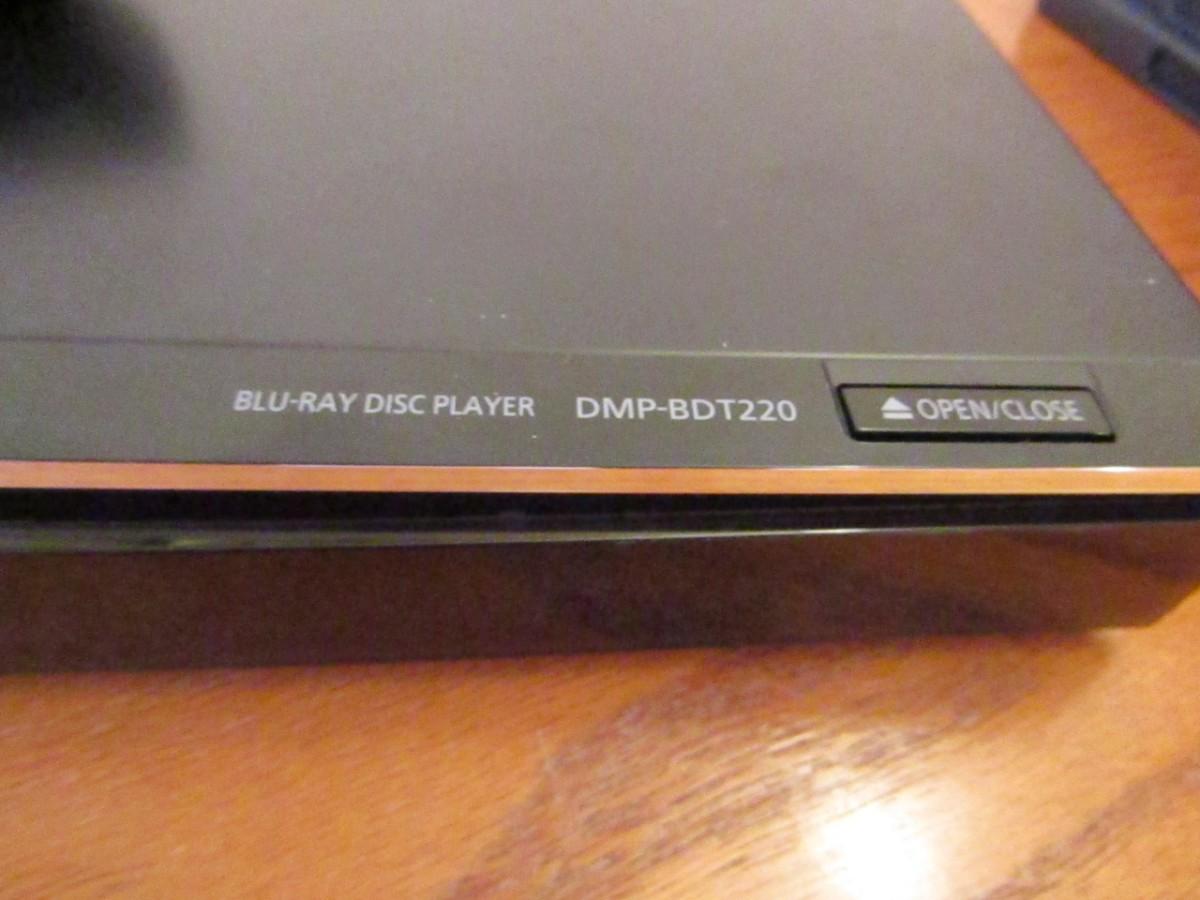 BLU-RAY DISC PLAYER DMP-BDT220 ⏏OPEN/CLOSE